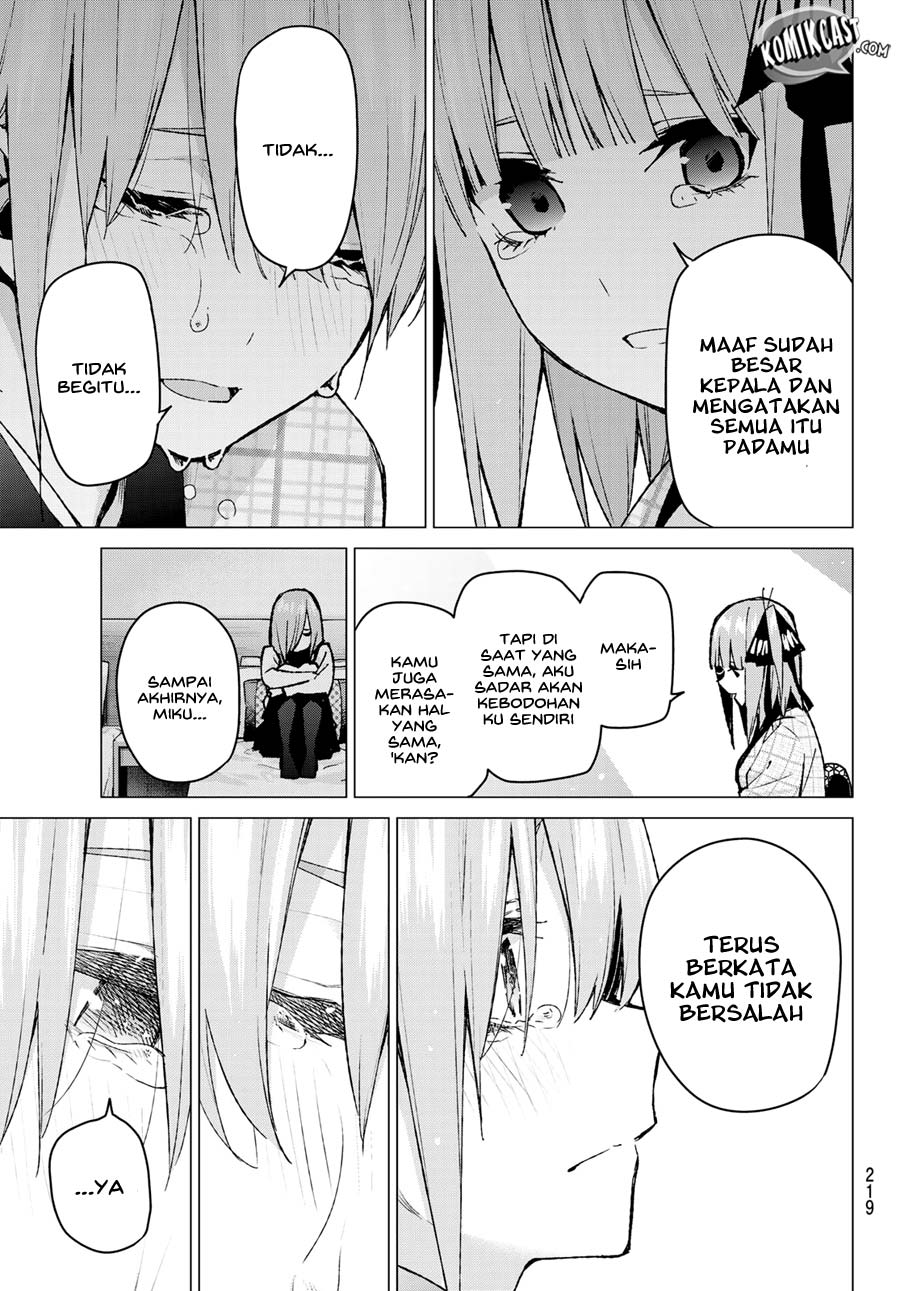 KOMIKCAST
.COM
MAAF SUDAH
BESAR
KEPALA DAN
MENGATAKAN
SEMUA ITU
PADAMU
TIDAK...
TIDAK
BEGITU...
MAKA-
SIH
TAPI DI
SAAT YANG
SAMA, AKU
SADAR AKAN
KEBODOHAN
KU SENDIRI
KAMU
JUGA
MERASA-
KAN HAL
YANG
SAMA,
'KAN?
SAMPAI
AKHIRNYA,
MIKU...
TERUS
BERKATA
KAMU TIDAK
BERSALAH
...YA
219